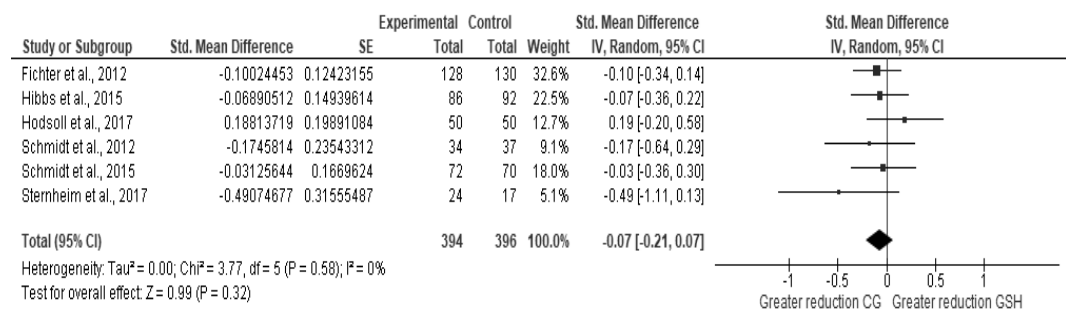 Experimental Control Std. Mean Difference Std. Mean Difference
Study or Subgroup Std. Mean Difference SE Total Total Weight IV, Random, 95% CI IV, Random, 95% CI
Fichter et al., 2012 -0.10024453 0.12423155 128 130 32.6% -0.10 [-0.34, 0.14]
Hibbs et al., 2015 -0.06890512 0.14939614 86 92 22.5% -0.07 [-0.36, 0.22]
Hodsoll et al., 2017 0.18813719 0.19891084 50 50 12.7% 0.19 [-0.20, 0.58]
Schmidt et al., 2012 -0.1745814 0.23543312 34 37 9.1% -0.17 [-0.64, 0.29]
Schmidt et al., 2015 -0.03125644 0.1669624 72 70 18.0% -0.03 [-0.36, 0.30]
Sternheim et al., 2017 -0.49074677 0.31555487 24 17 5.1% -0.49 [-1.11, 0.13]
Total (95% CI) 394 396 100.0% -0.07 [-0.21, 0.07]
Heterogeneity: Tau² = 0.00; Chi² = 3.77, df = 5 (P = 0.58); I² = 0%
Test for overall effect: Z = 0.99 (P = 0.32)
-1 -0.5 0 0.5 1
Greater reduction CG Greater reduction GSH